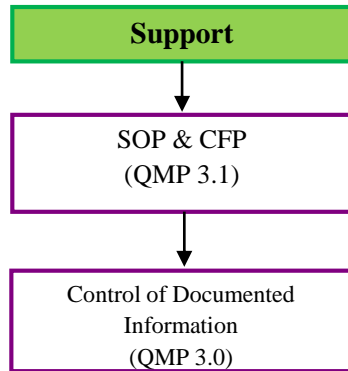 Support
SOP & CFP
(QMP 3.1)
Control of Documented
Information
(QMP 3.0)